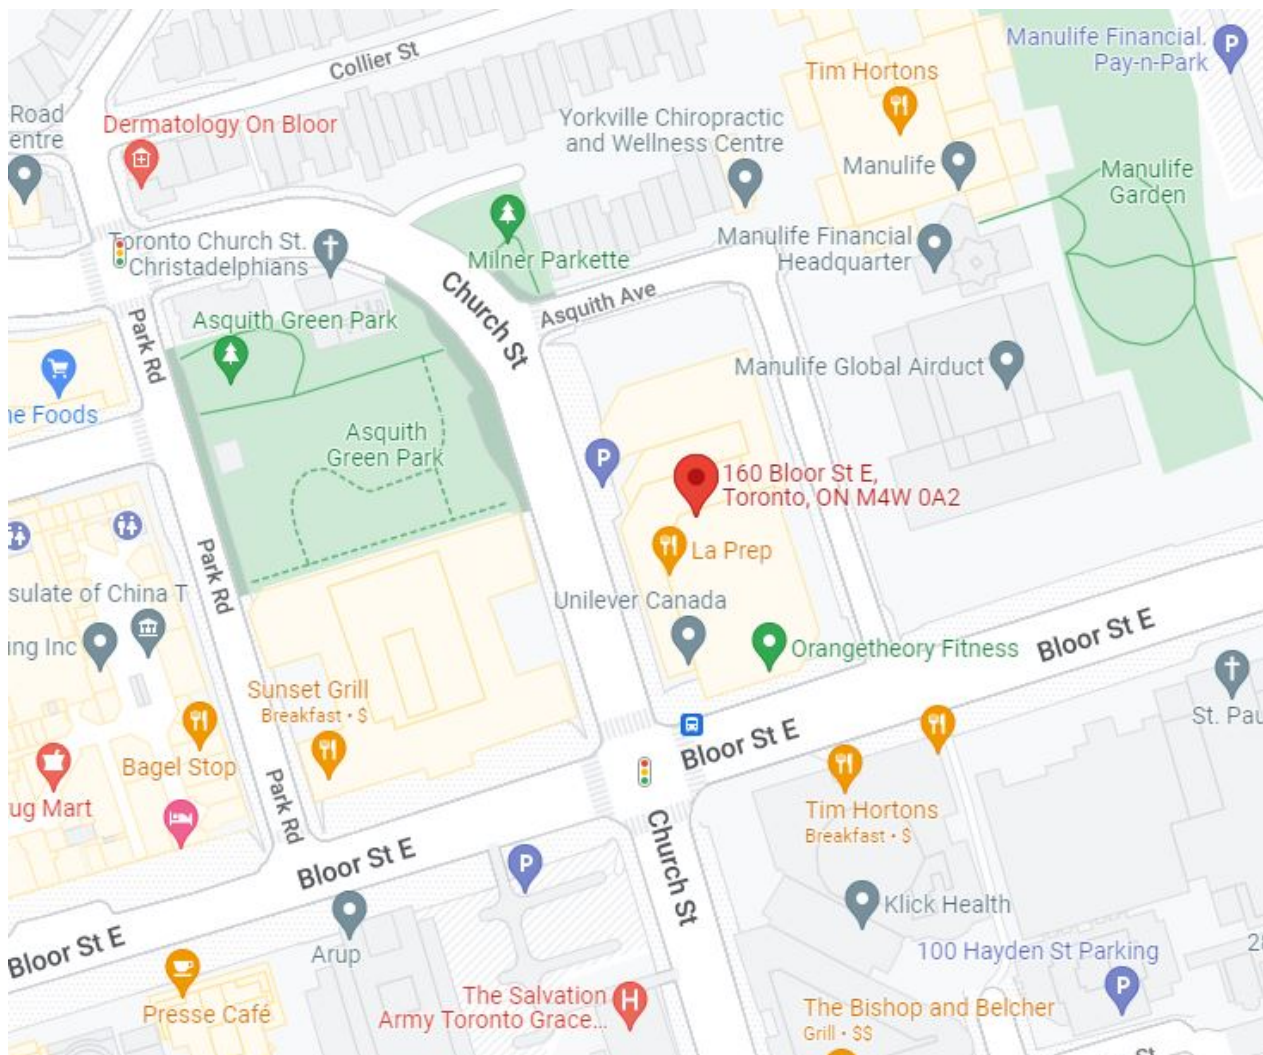 Manulife Financial.
Pay-n-Park
P
Collier St
Tim Hortons
Road
entre
Dermatology On Bloor
Yorkville Chiropractic
and Wellness Centre
Manulife
Manulife
Garden
Toronto Church St.
Christadelphians
Milner Parkette
Manulife Financial
Headquarter
Church St
Asquith Ave
Park Rd
Asquith Green Park
Manulife Global Airduct
ne Foods
Asquith
Green Park
P
160 Bloor St E,
Toronto, ON M4W 0A2
La Prep
Park Rd
sulate of China T
Unilever Canada
ng Inc
Orangetheory Fitness
Bloor St E
Sunset Grill
Breakfast • $
St. Pau
Bloor St E
Bagel Stop
Park Rd
ug Mart
Tim Hortons
Breakfast • $
Bloor St E
P
Church St
Klick Health
Bloor St E
Arup
100 Hayden St Parking
P
Presse Café
The Salvation
Army Toronto Grace...
H
The Bishop and Belcher
Grill • $$
St